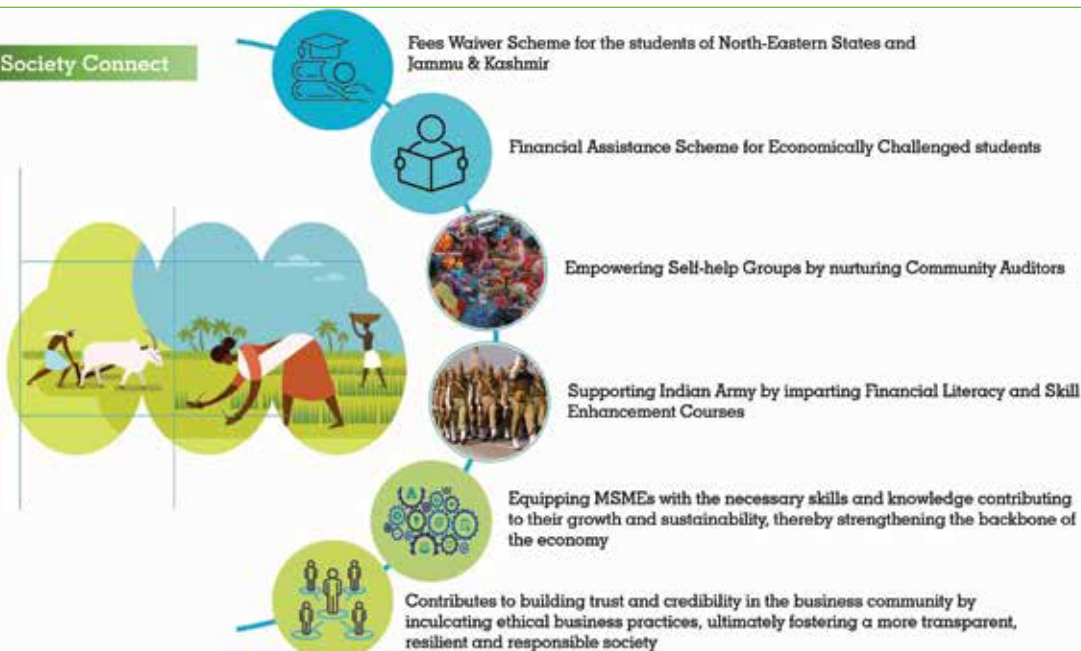 Society Connect
Fees Waiver Scheme for the students of North-Eastern States and
Jammu & Kashmir
Financial Assistance Scheme for Economically Challenged students
Empowering Self-help Groups by nurturing Community Auditors
Supporting Indian Army by imparting Financial Literacy and Skill
Enhancement Courses
Equipping MSMEs with the necessary skills and knowledge contributing
to their growth and sustainability, thereby strengthening the backbone of
the economy
Contributes to building trust and credibility in the business community by
inculcating ethical business practices, ultimately fostering a more transparent,
resilient and responsible society